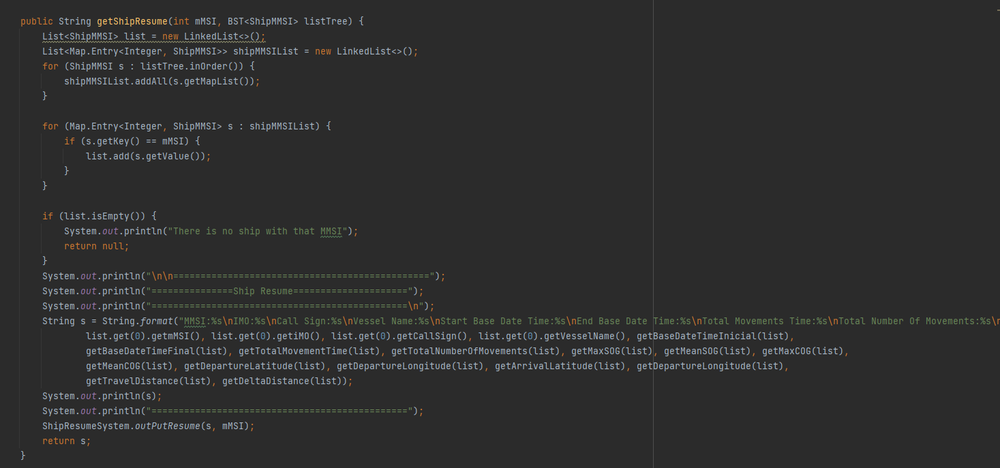 public String getShipResume(int mMSI, BST<ShipMMSI> listTree) {
List<ShipMMSI> list = new LinkedList<>();
List<Map.Entry<Integer, ShipMMSI>> shipMMSIList = new LinkedList<>();
for (ShipMMSI s : listTree.inOrder()) {
shipMMSIList.addAll(s.getMapList());
}
for (Map.Entry<Integer, ShipMMSI> s : shipMMSIList) {
if (s.getKey() == mMSI) {
list.add(s.getValue());
}
}
if (list.isEmpty()) {
System.out.println("There is no ship with that MMSI");
return null;
}
System.out.println("\n\n===============================================");
System.out.println("===============Ship Resume=====================");
System.out.println("===============================================\n");
String s = String.format("MMSI:%s\nIMO:%s\nCall Sign:%s\nVessel Name:%s\nStart Base Date Time:%s\nEnd Base Date Time:%s\nTotal Movements Time:%s\nTotal Number Of Movements:%s\n
list.get(0).getmMSI(), list.get(0).getiMO(), list.get(0).getCallSign(), list.get(0).getVesselName(), getBaseDateTimeInicial(list),
getBaseDateTimeFinal(list), getTotalMovementTime(list), getTotalNumberOfMovements(list), getMaxSOG(list), getMeanSOG(list), getMaxCOG(list),
getMeanCOG(list), getDepartureLatitude(list), getDepartureLongitude(list), getArrivalLatitude(list), getDepartureLongitude(list),
getTravelDistance(list), getDeltaDistance(list));
System.out.println(s);
System.out.println("===============================================");
ShipResumeSystem.outPutResume(s, mMSI);
return s;
}